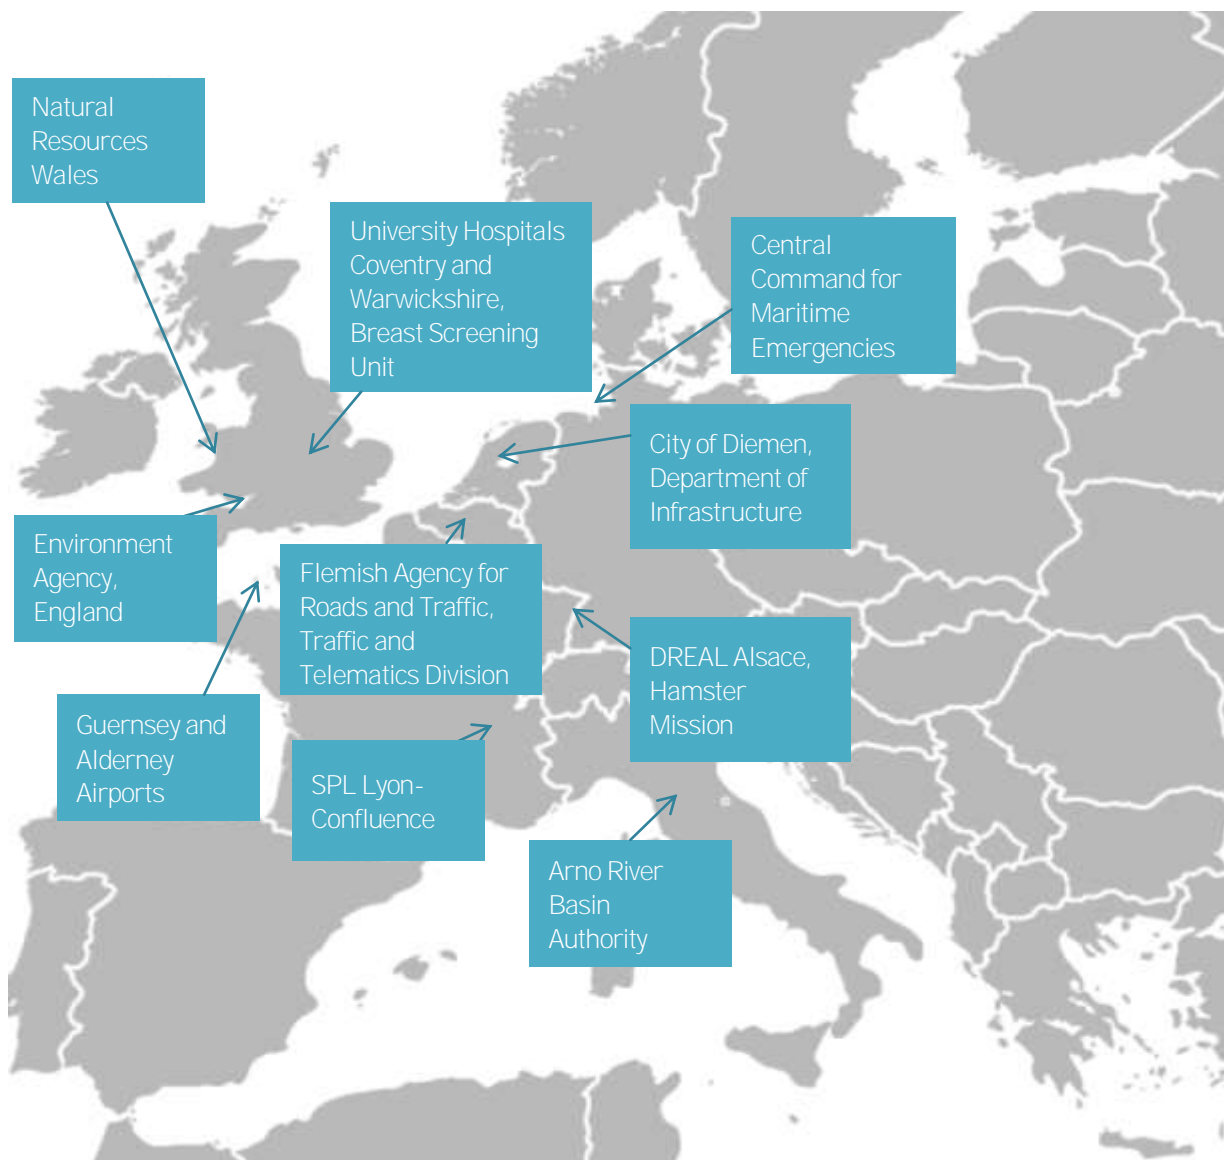 Natural
Resources
Wales
University Hospitals
Coventry and
Warwickshire,
Breast Screening
Unit
Central
Command for
Maritime
Emergencies
City of Diemen,
Department of
Infrastructure
Environment
Agency,
England
Flemish Agency for
Roads and Traffic,
Traffic and
Telematics Division
DREAL Alsace,
Hamster
Mission
Guernsey and
Alderney
Airports
SPL Lyon-
Confluence
Arno River
Basin
Authority